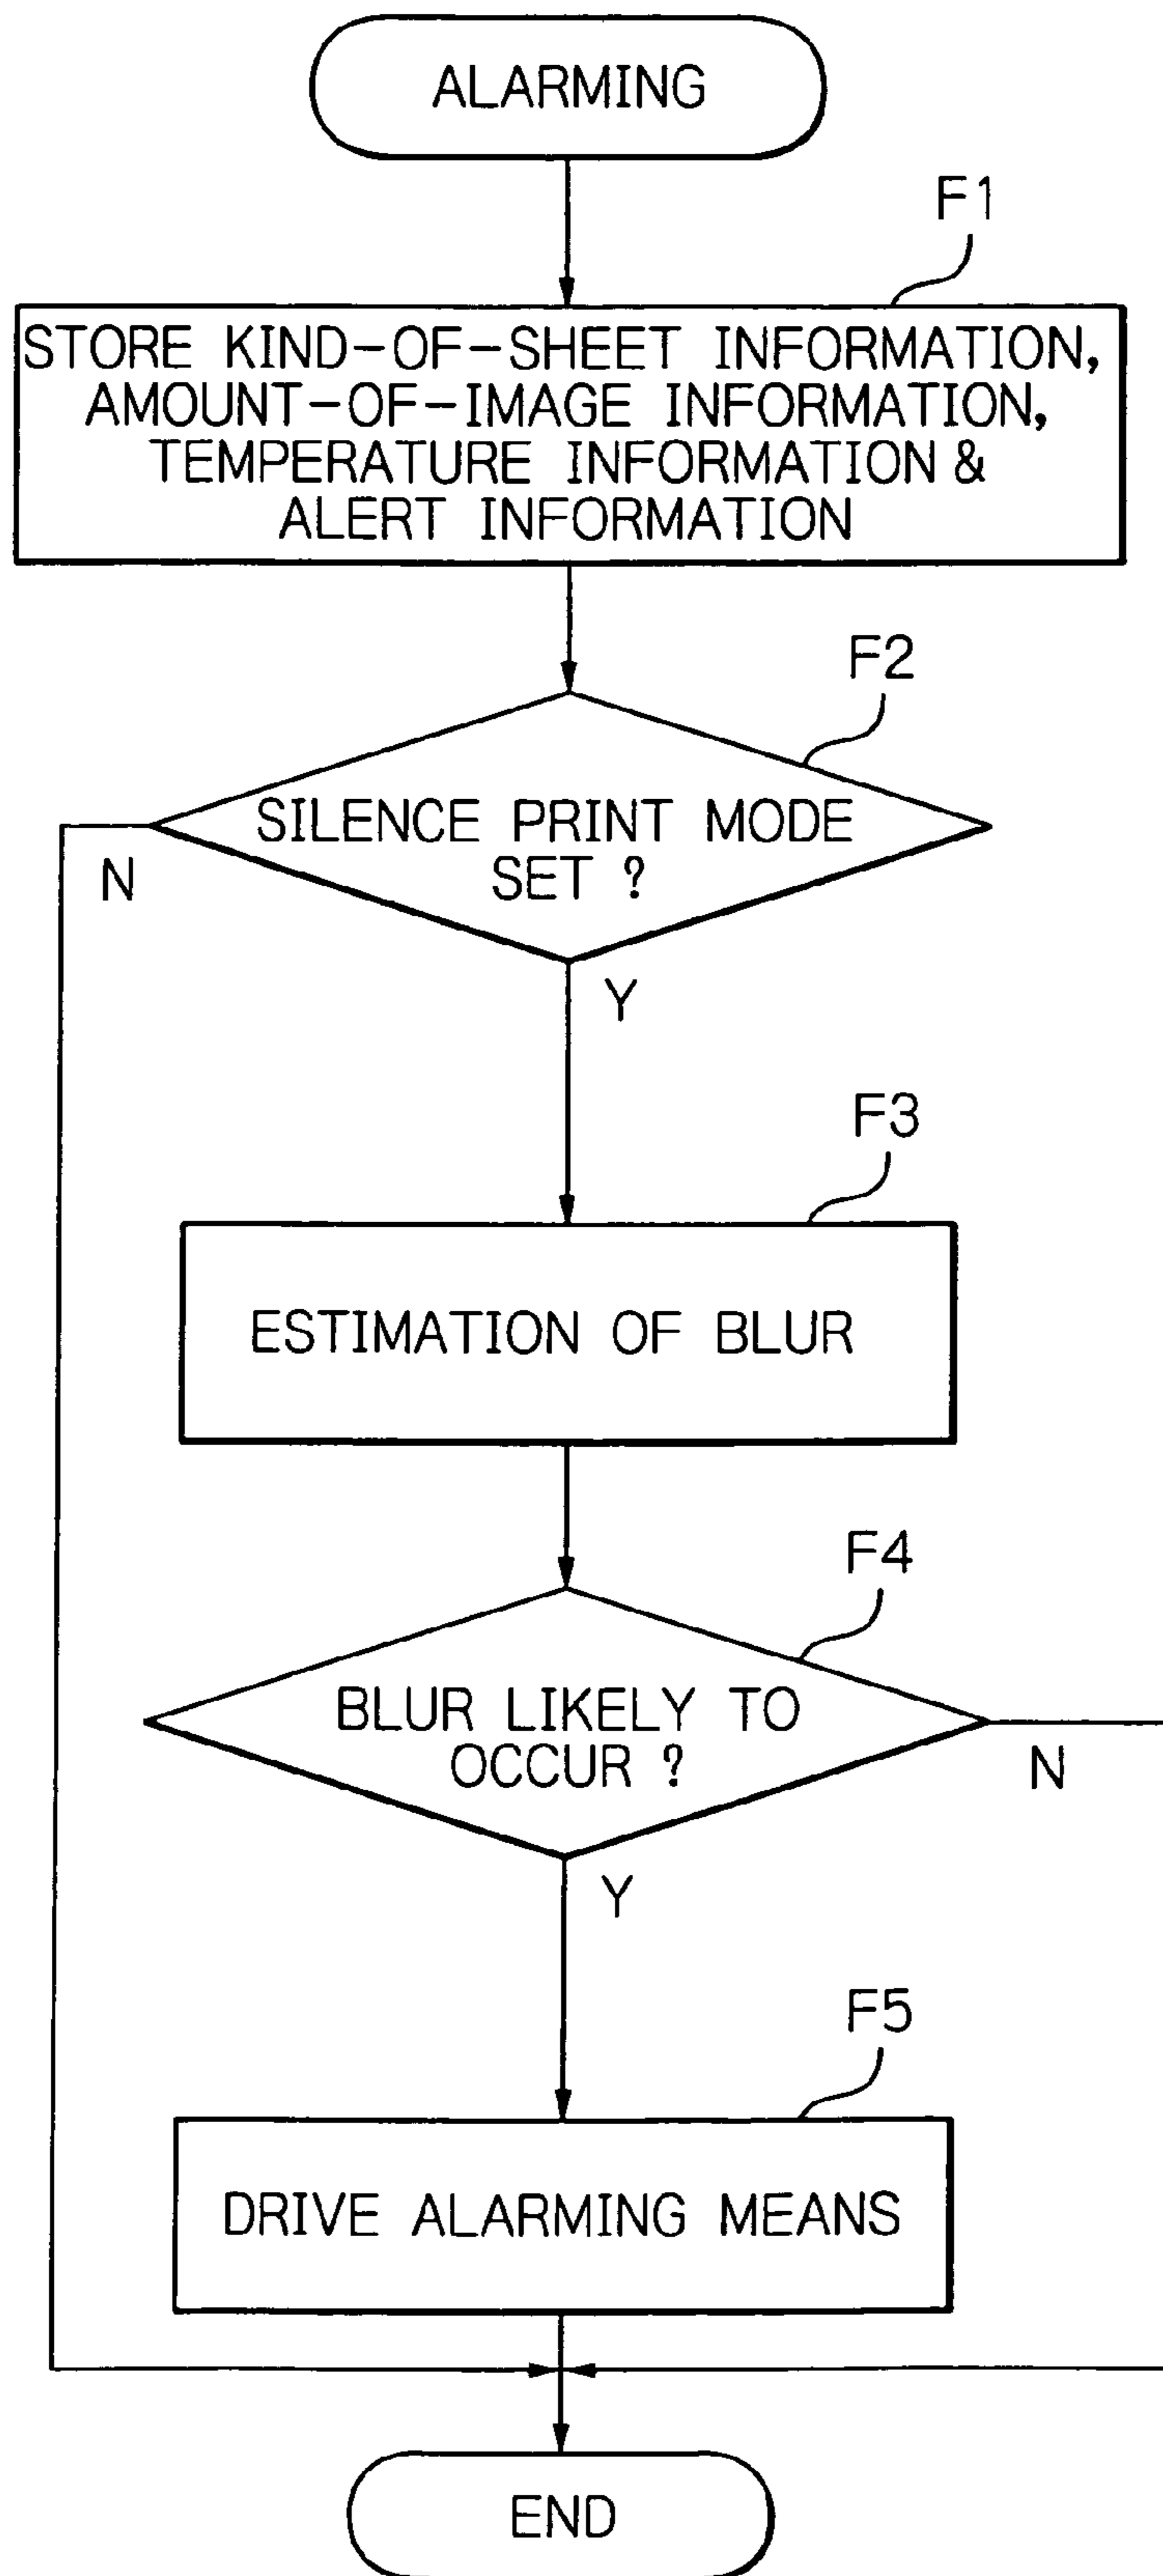 ALARMING
F1
STORE KIND-OF-SHEET INFORMATION,
AMOUNT-OF-IMAGE INFORMATION,
TEMPERATURE INFORMATION &
ALERT INFORMATION
F2
SILENCE PRINT MODE
SET ?
N
Y
F3
ESTIMATION OF BLUR
F4
BLUR LIKELY TO
OCCUR ?
N
Y
F5
DRIVE ALARMING MEANS
END